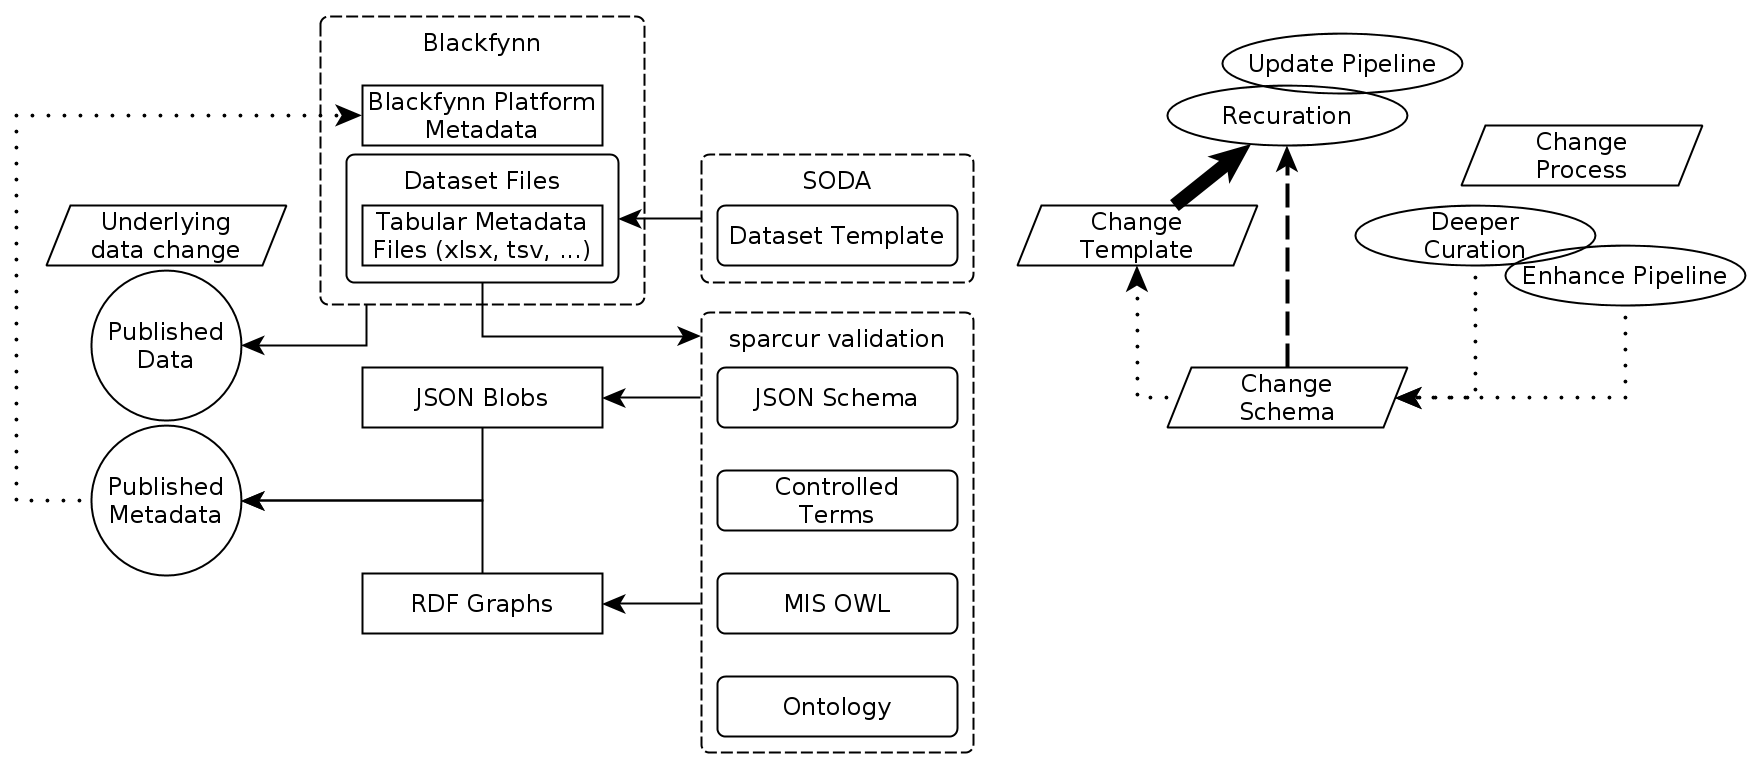 Blackfynn
Blackfynn Platform
Metadata
Dataset Files
Tabular Metadata
Files (xlsx, tsv, ...)
Underlying
data change
Published
Data
Published
Metadata
JSON Blobs
RDF Graphs
SODA
Dataset Template
sparcur validation
JSON Schema
Controlled
Terms
MIS OWL
Ontology
Update Pipeline
Recuration
Change
Process
Change
Template
Deeper
Curation
Enhance Pipeline
Change
Schema